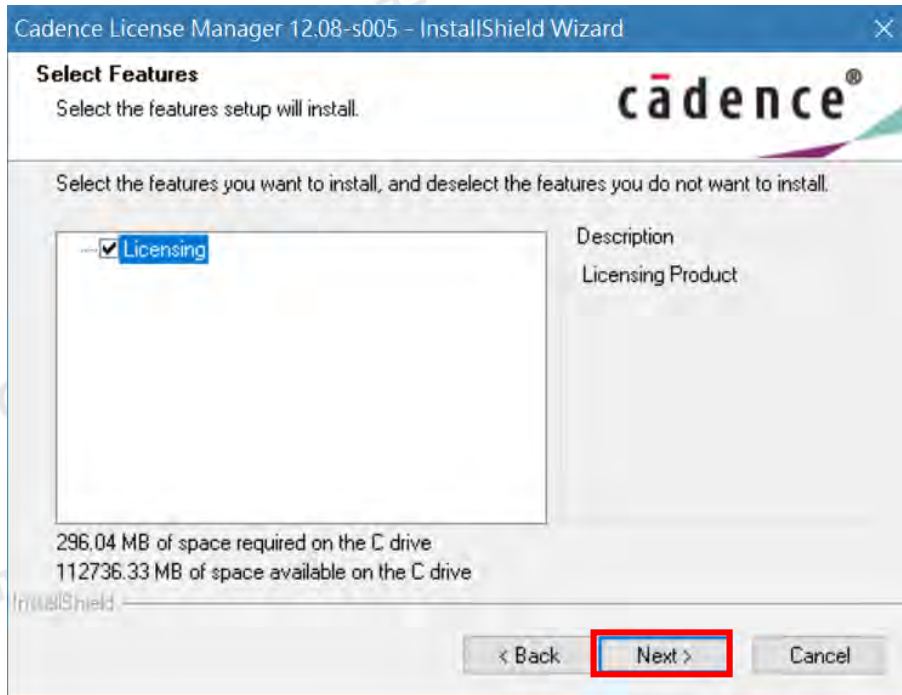 Cadence License Manager 12.08-s005 - InstallShield Wizard
Select Features
Select the features setup will install.
cādence®
Select the features you want to install, and deselect the features you do not want to install.
Licensing
Description
Licensing Product
296.04 MB of space required on the C drive
112736.33 MB of space available on the C drive
InstallShield
< Back
Next >
Cancel